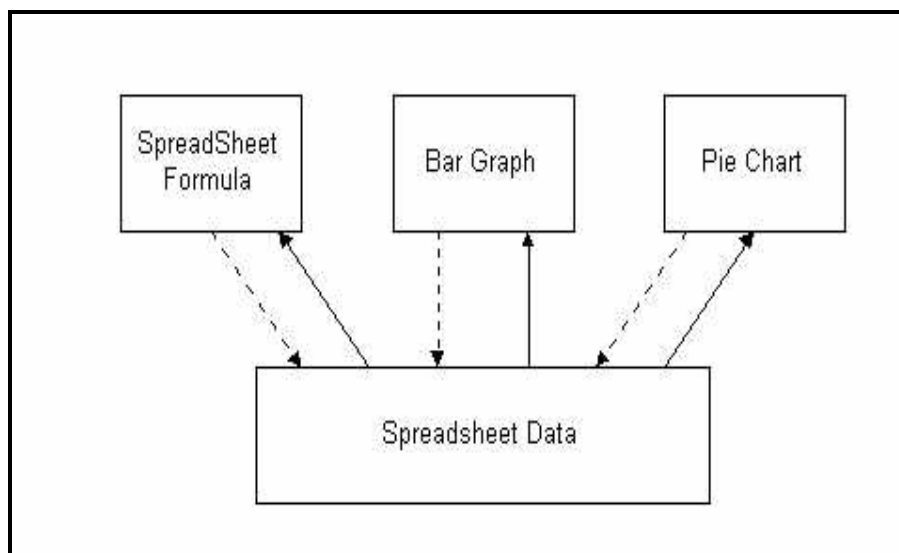 SpreadSheet
Formula
Bar Graph
Pie Chart
Spreadsheet Data